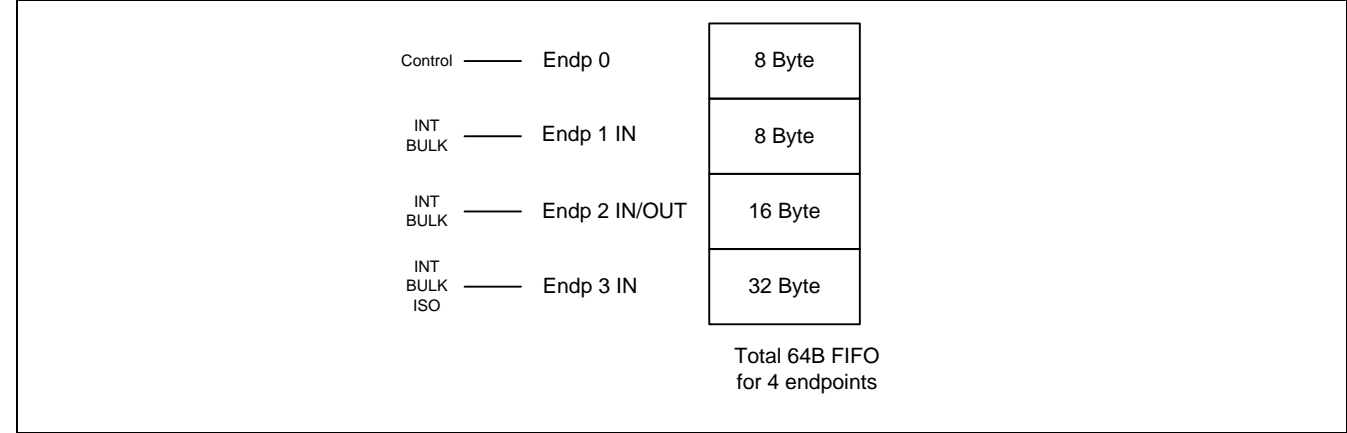 Control Endp 0 8 Byte
INT
BULK
Endp 1 IN 8 Byte
INT
BULK
Endp 2 IN/OUT 16 Byte
INT
BULK
ISO
Endp 3 IN 32 Byte
Total 64B FIFO
for 4 endpoints